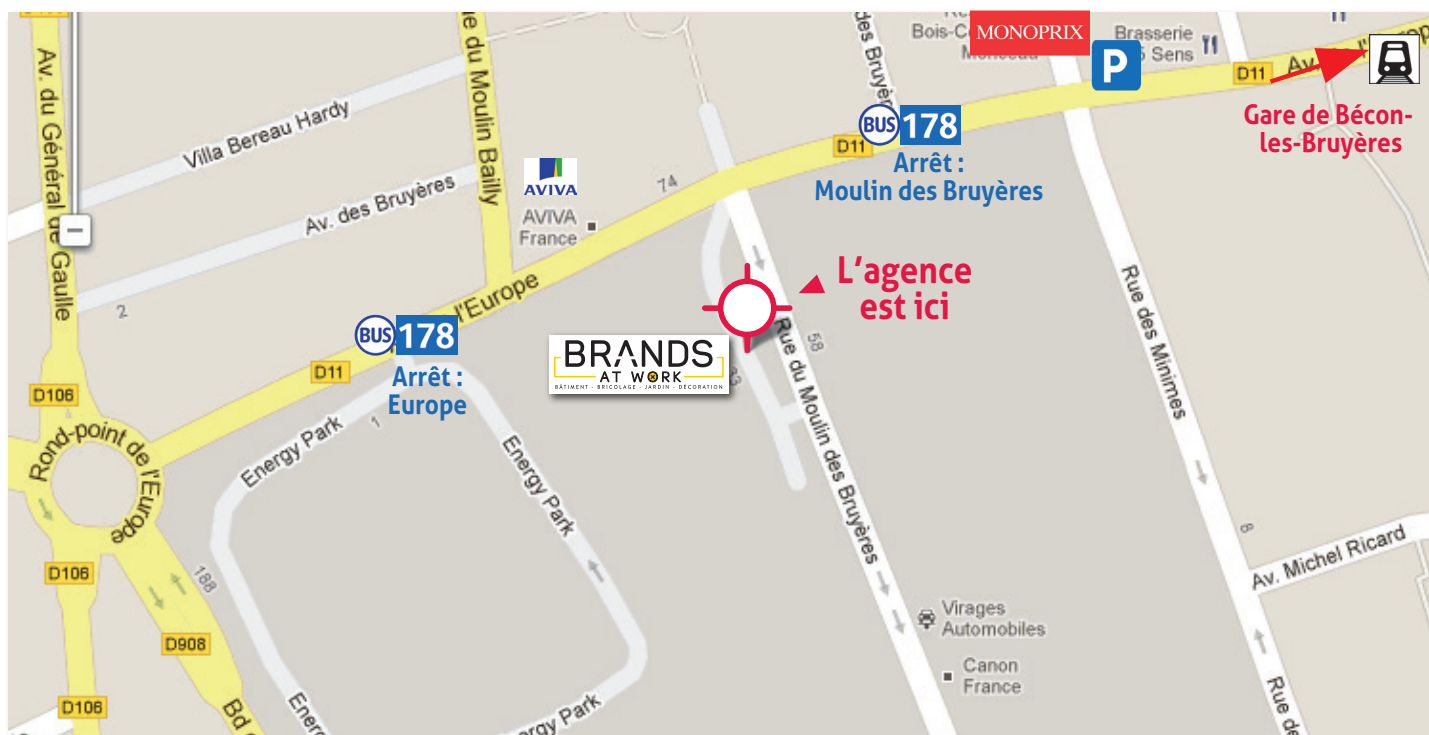 Av. du Général de Gaulle
Villa Bereau Hardy
Av. des Bruyères
2
ue du Moulin Bailly
AVIVA
AVIVA
France
74
des Bruyèr
Bois-C
MONOPRIX
Brasserie
5 Sens
P
D11
Av.
Gare de Bécon-
les-Bruyères
BUS 178
D11
Arrêt :
Moulin des Bruyères
L'agence
est ici
l'Europe
BUS 178
Arrêt :
Europe
D11
BRANDS
AT WORK
BÂTIMENT - BRICOLAGE - JARDIN - DÉCORATION
58
Rue du Moulin des Bruyères
Rue des Minimes
D106
Rond-point de l'Europe
1
Energy Park
Energy Park
8
Av. Michel Ricard
D106
188
D908
Virages
Automobiles
Canon
France
D106
Bd
Energ
ergy Park
Rue de